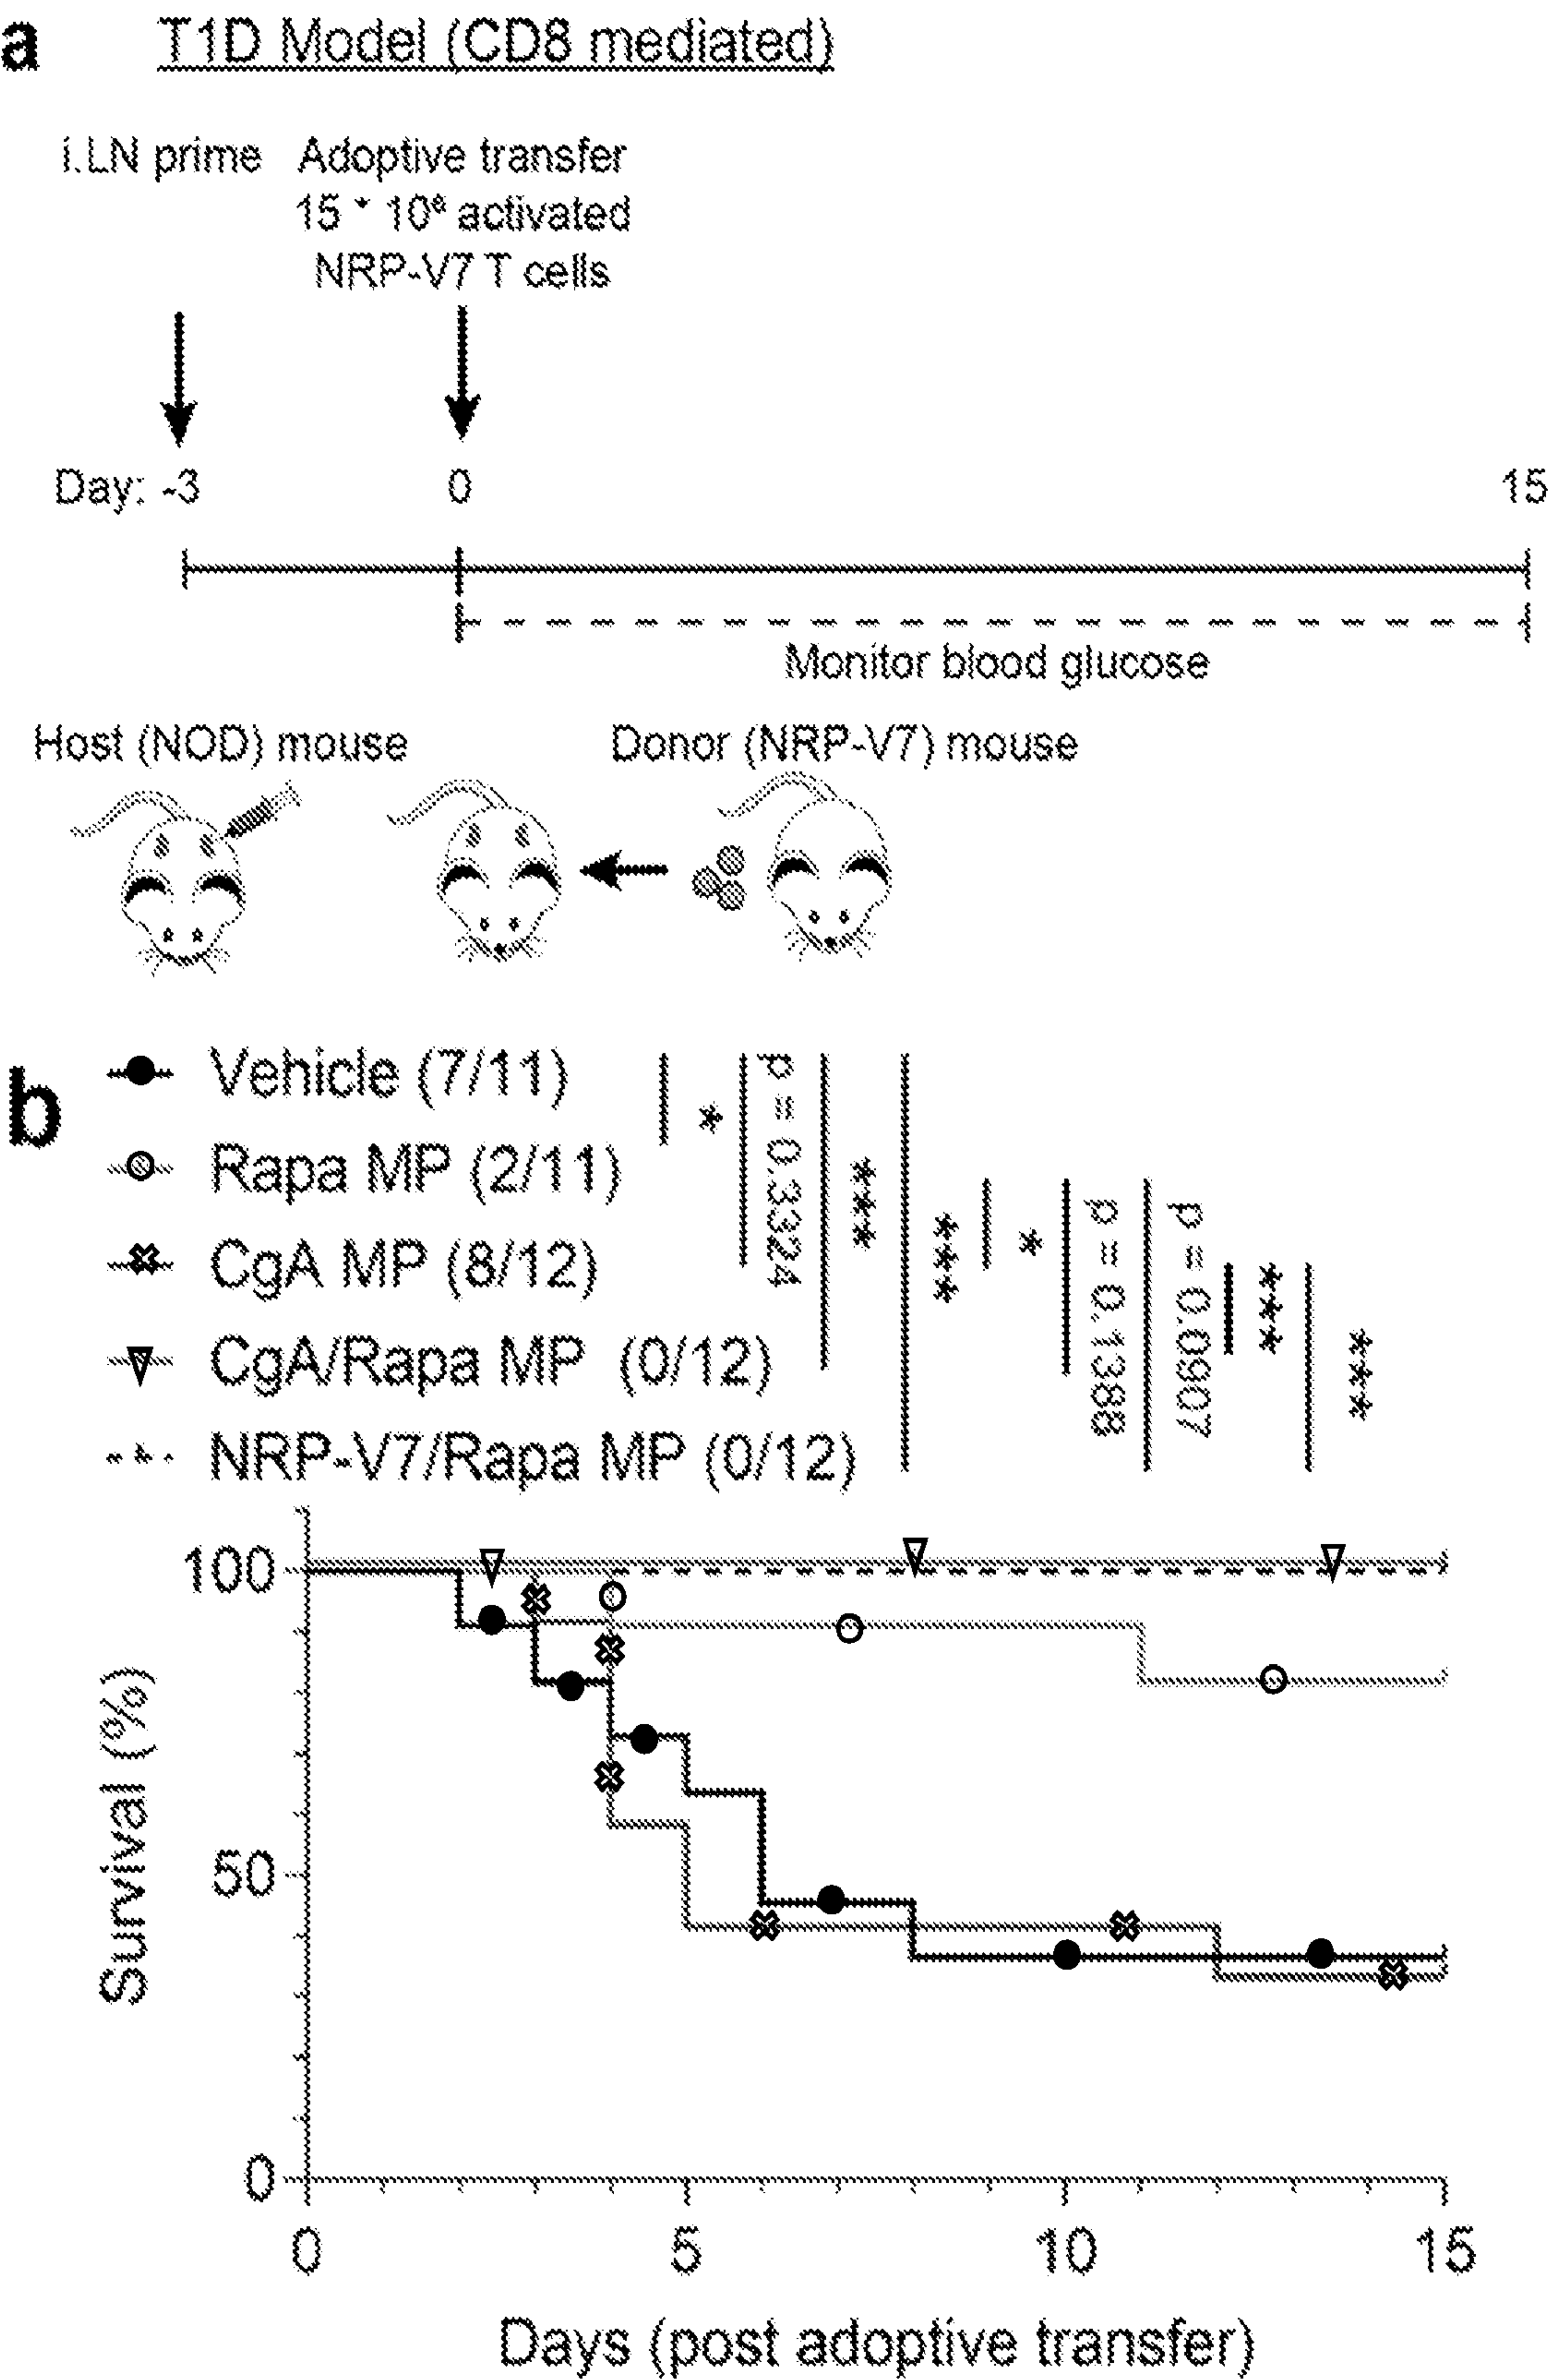 a T1D Model (CD8 mediated)
i.LN prime Adoptive transfer
15 * 10⁶ activated
NRP-V7 T cells
Day: -3 0 15
Monitor blood glucose
Host (NOD) mouse Donor (NRP-V7) mouse
b Vehicle (7/11)
Rapa MP (2/11)
CgA MP (8/12)
CgA/Rapa MP (0/12)
NRP-V7/Rapa MP (0/12)
*
p = 0.3324
***
***
*
p = 0.1388
p = 0.0907
***
***
Survival (%)
100
50
0
0 5 10 15
Days (post adoptive transfer)